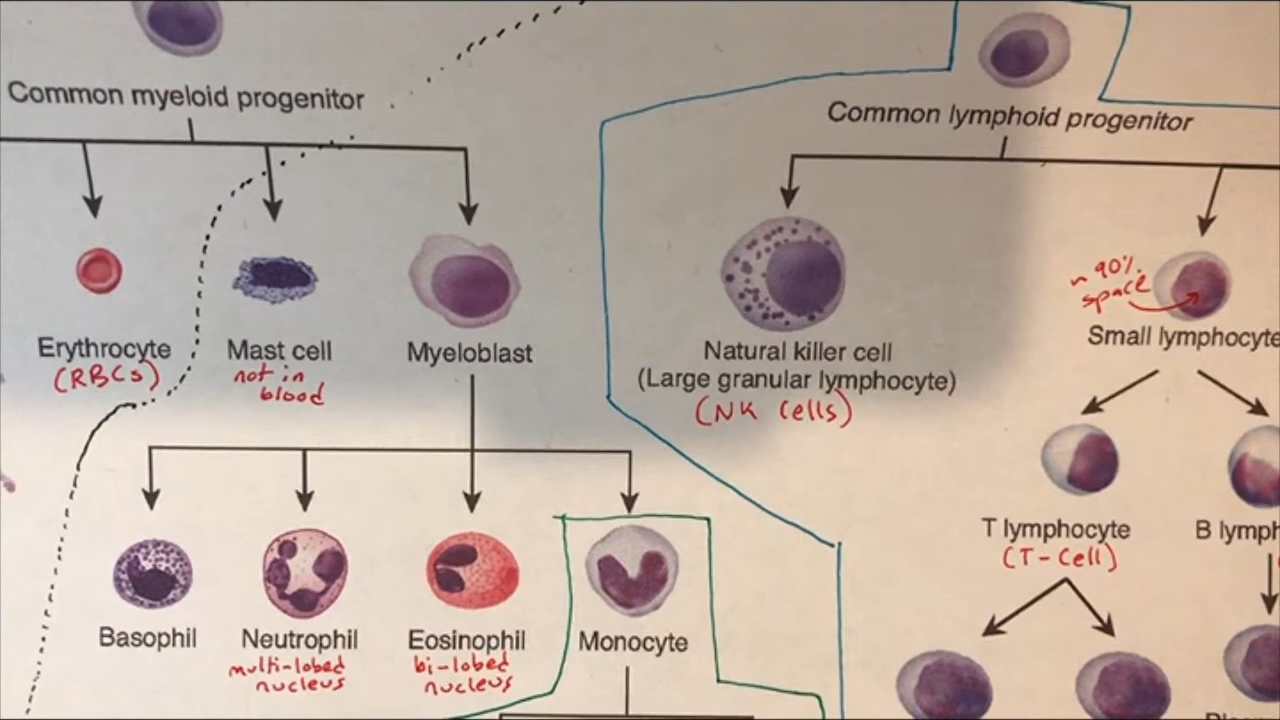 Common myeloid progenitor
Common lymphoid progenitor
Erythrocyte
(RBCs)
Mast cell
not in
blood
Myeloblast
Natural killer cell
(Large granular lymphocyte)
(NK cells)
~ 90%
space
Small lymphocyte
T lymphocyte
(T-Cell)
B lymph
Basophil
Neutrophil
multi-lobed
nucleus
Eosinophil
bi-lobed
nucleus
Monocyte